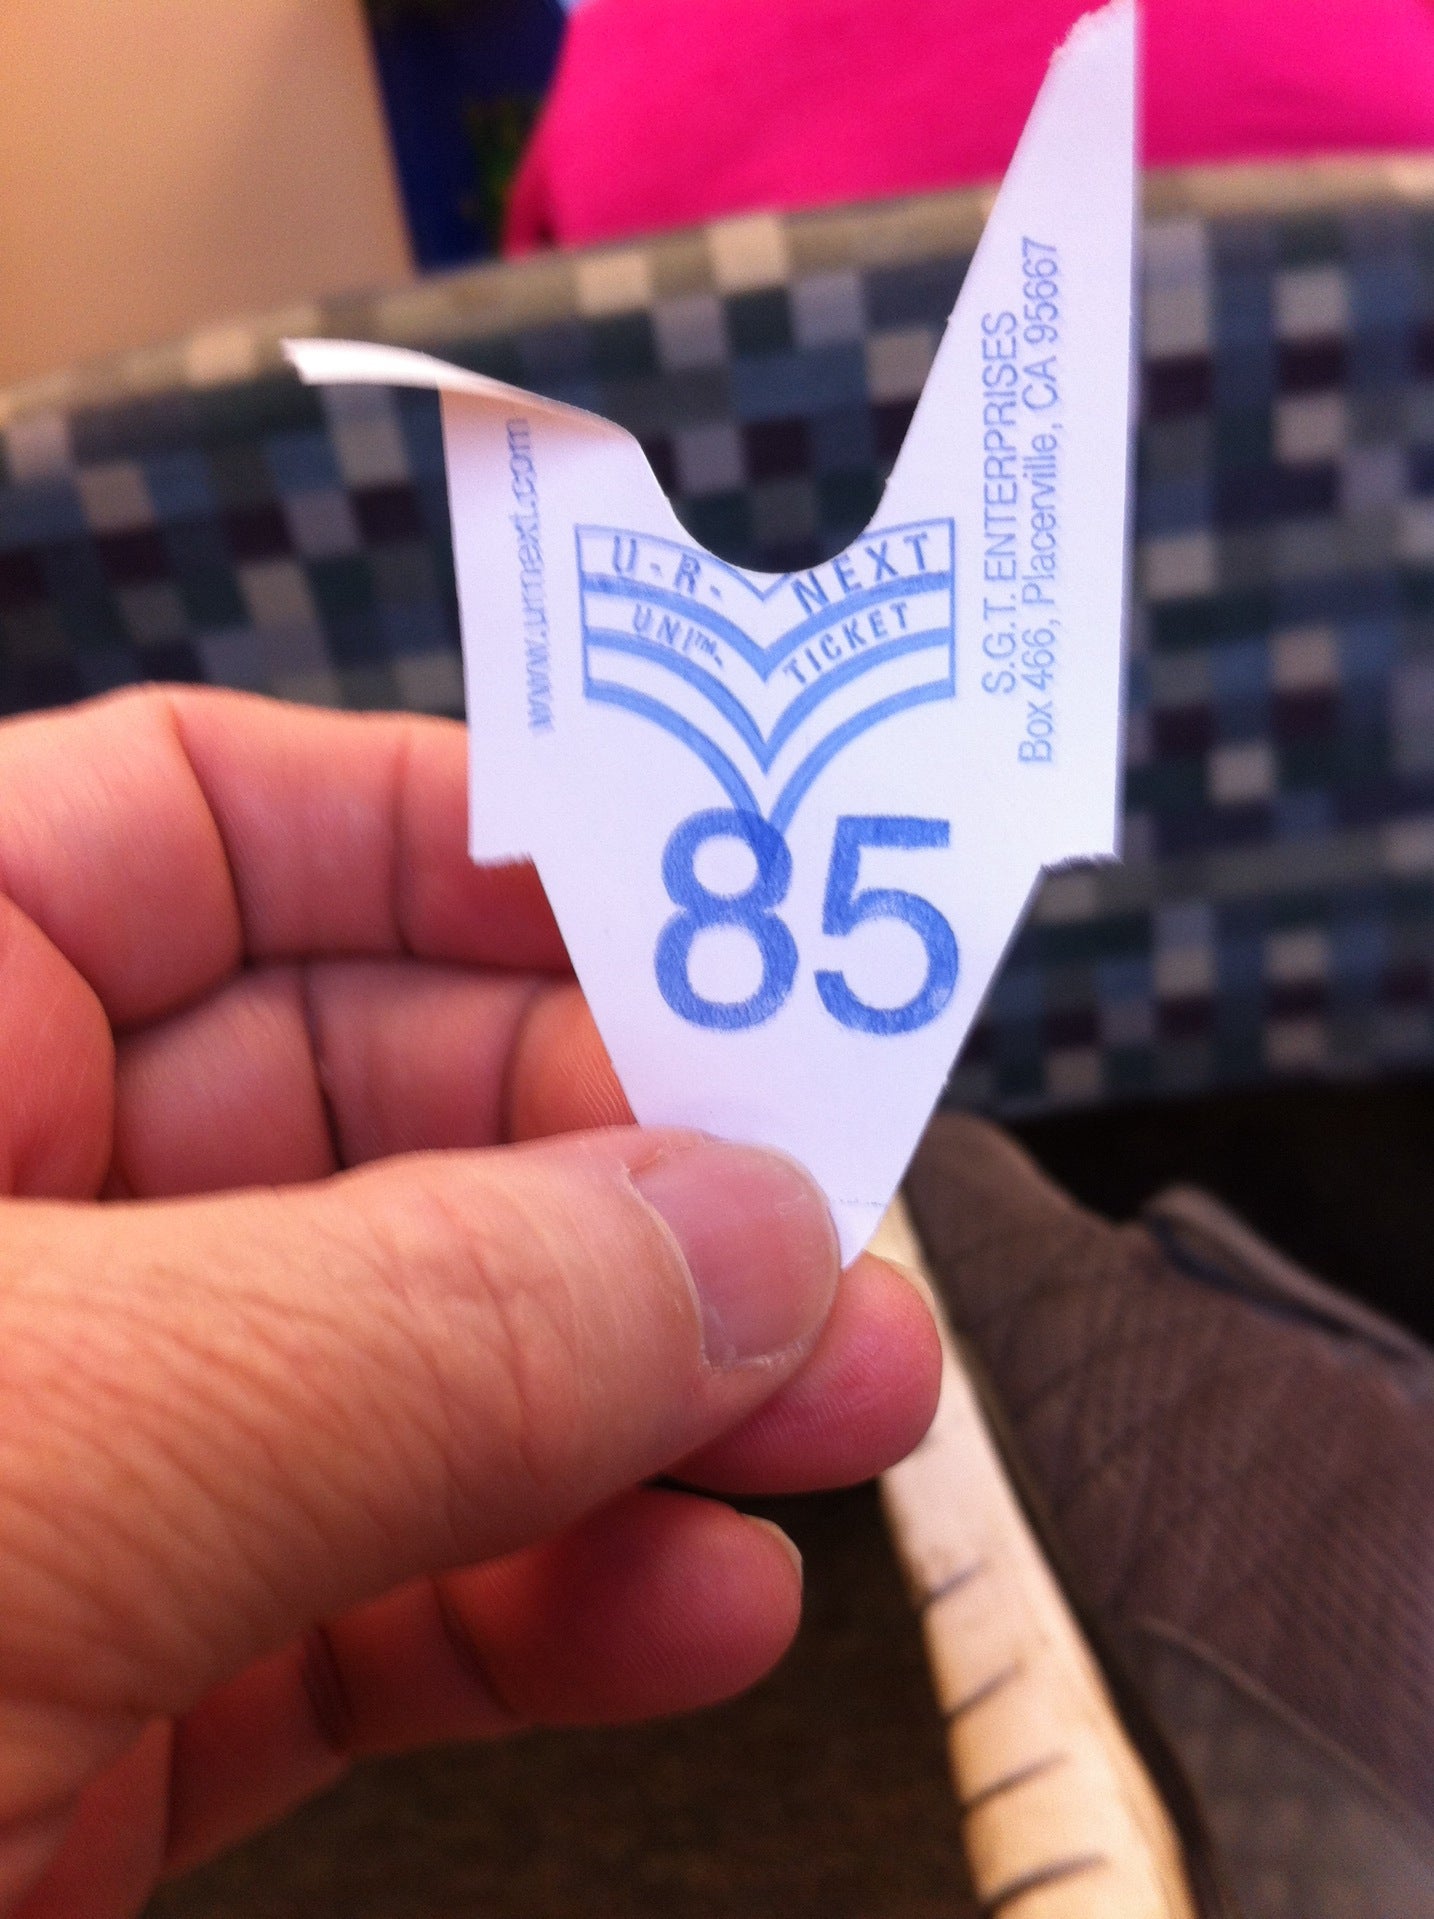 www.urnext.com
U-R-NEXT
UNI™ TICKET
S.G.T. ENTERPRISES
Box 466, Placerville, CA 95667
85